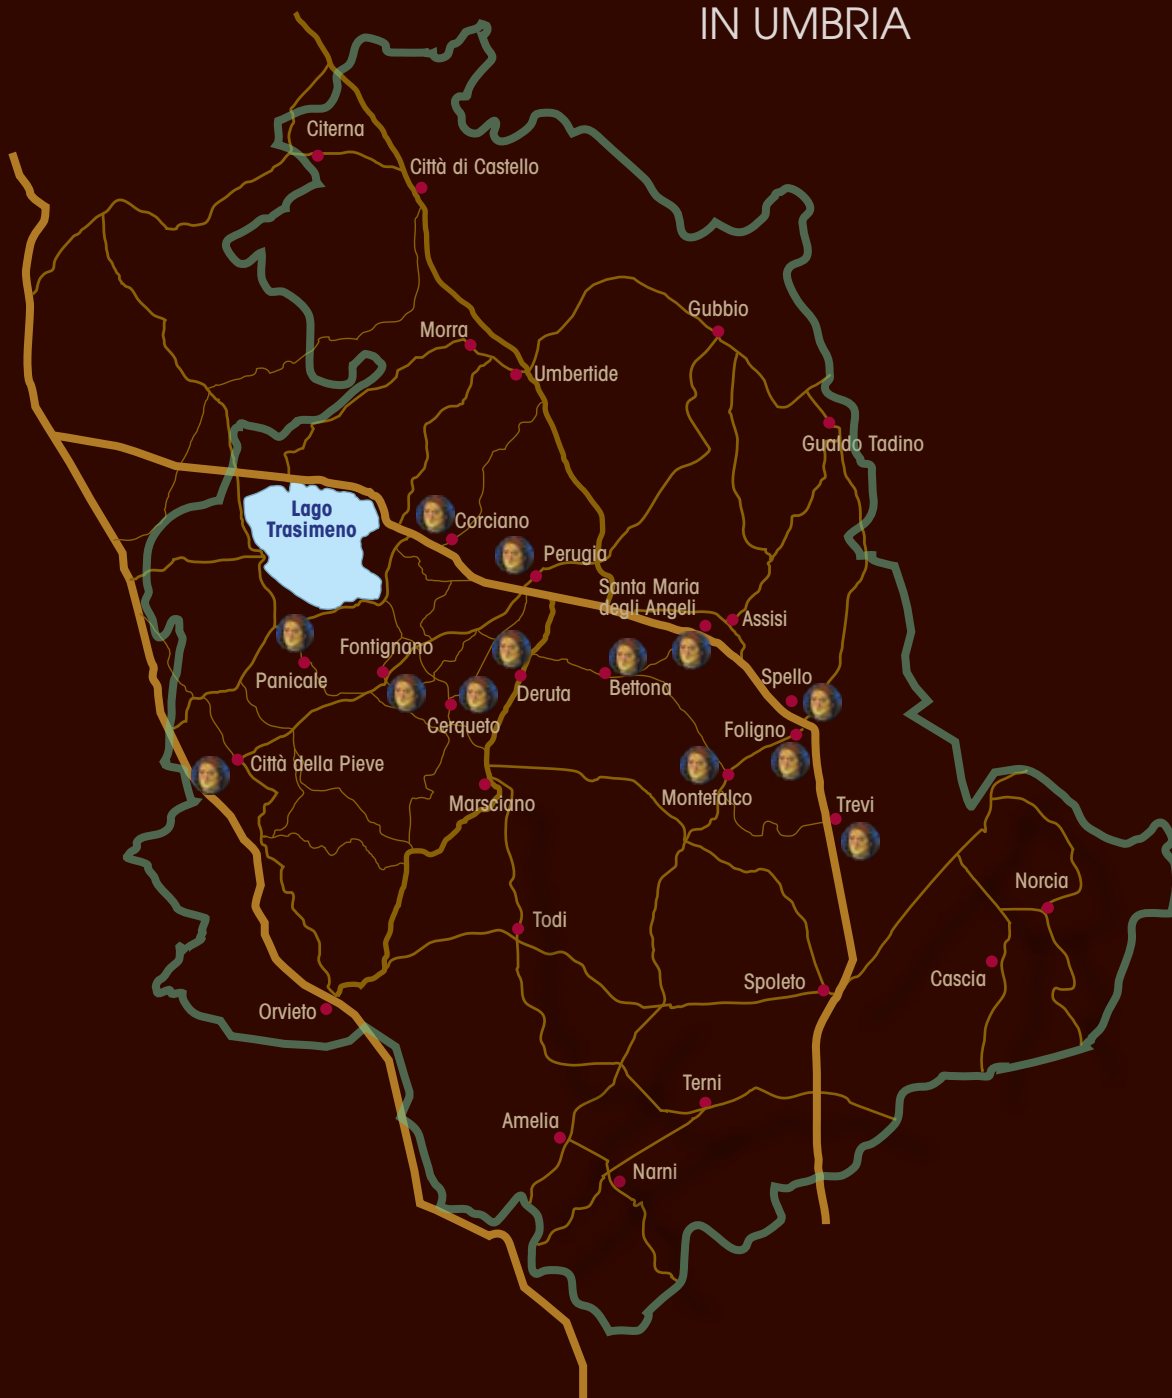 IN UMBRIA
Citerna
Città di Castello
Gubbio
Morra
Umbertide
Gualdo Tadino
Lago
Trasimeno
Corciano
Perugia
Santa Maria
degli Angeli
Assisi
Fontignano
Panicale
Spello
Bettona
Deruta
Cerqueto
Foligno
Città della Pieve
Montefalco
Marsciano
Trevi
Norcia
Todi
Cascia
Spoleto
Orvieto
Terni
Amelia
Narni